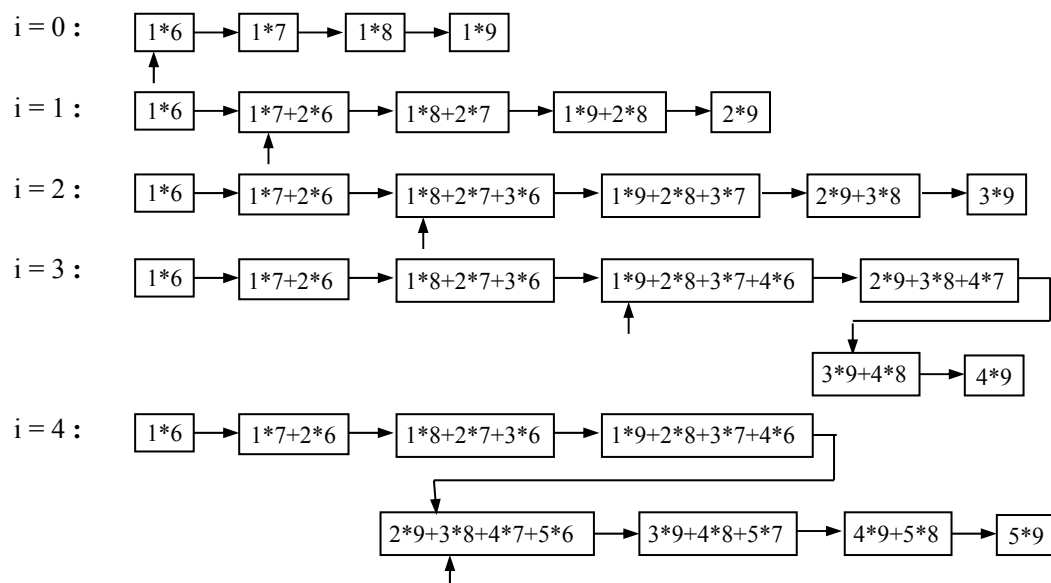 i = 0 : 1*6 1*7 1*8 1*9
i = 1 : 1*6 1*7+2*6 1*8+2*7 1*9+2*8 2*9
i = 2 : 1*6 1*7+2*6 1*8+2*7+3*6 1*9+2*8+3*7 2*9+3*8 3*9
i = 3 : 1*6 1*7+2*6 1*8+2*7+3*6 1*9+2*8+3*7+4*6 2*9+3*8+4*7
3*9+4*8 4*9
i = 4 : 1*6 1*7+2*6 1*8+2*7+3*6 1*9+2*8+3*7+4*6
2*9+3*8+4*7+5*6 3*9+4*8+5*7 4*9+5*8 5*9